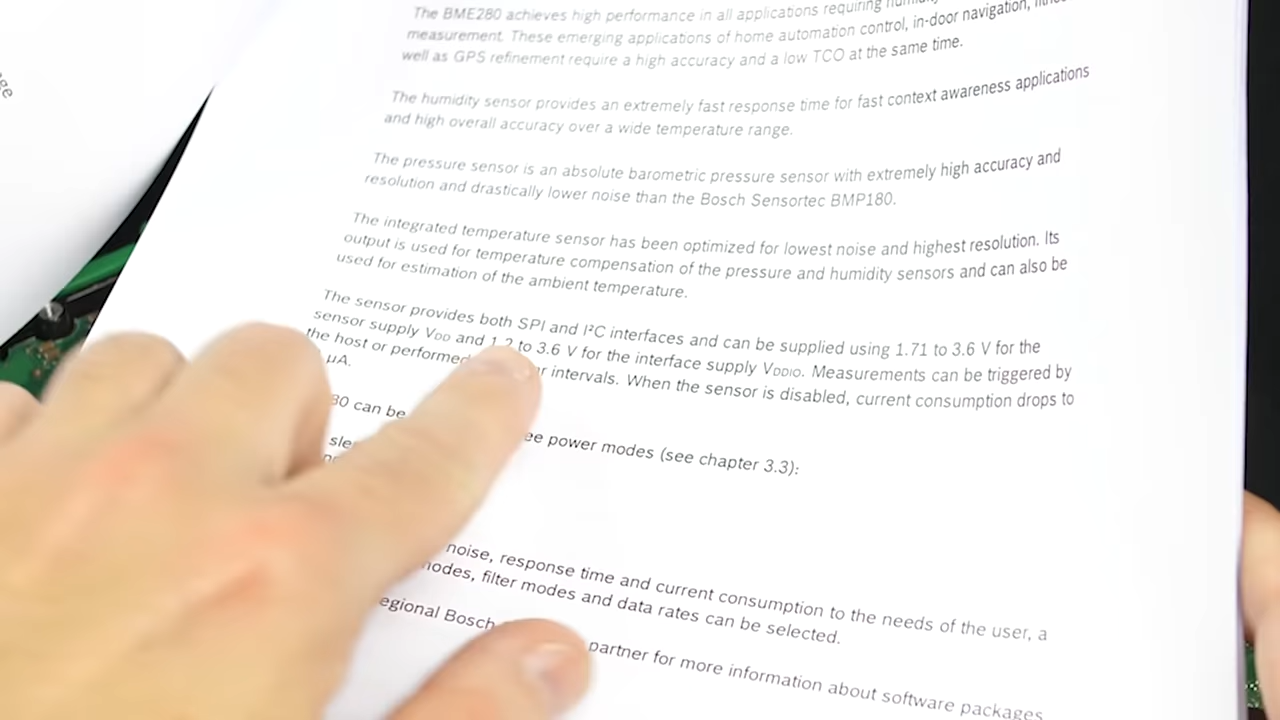 The BME280 achieves high performance in all applications requiring
measurement. These emerging applications of home automation control, in-door navigation,
well as GPS refinement require a high accuracy and a low TCO at the same time.
The humidity sensor provides an extremely fast response time for fast context awareness applications
and high overall accuracy over a wide temperature range.
The pressure sensor is an absolute barometric pressure sensor with extremely high accuracy and
resolution and drastically lower noise than the Bosch Sensortec BMP180.
The integrated temperature sensor has been optimized for lowest noise and highest resolution. Its
output is used for temperature compensation of the pressure and humidity sensors and can also be
used for estimation of the ambient temperature.
The sensor provides both SPI and I²C interfaces and can be supplied using 1.71 to 3.6 V for the
sensor supply VDD and 1.2 to 3.6 V for the interface supply VDDIO. Measurements can be triggered by
the host or performed intervals. When the sensor is disabled, current consumption drops to
µA.
80 can be power modes (see chapter 3.3):
noise, response time and current consumption to the needs of the user, a
modes, filter modes and data rates can be selected.
egional Bosch partner for more information about software packages